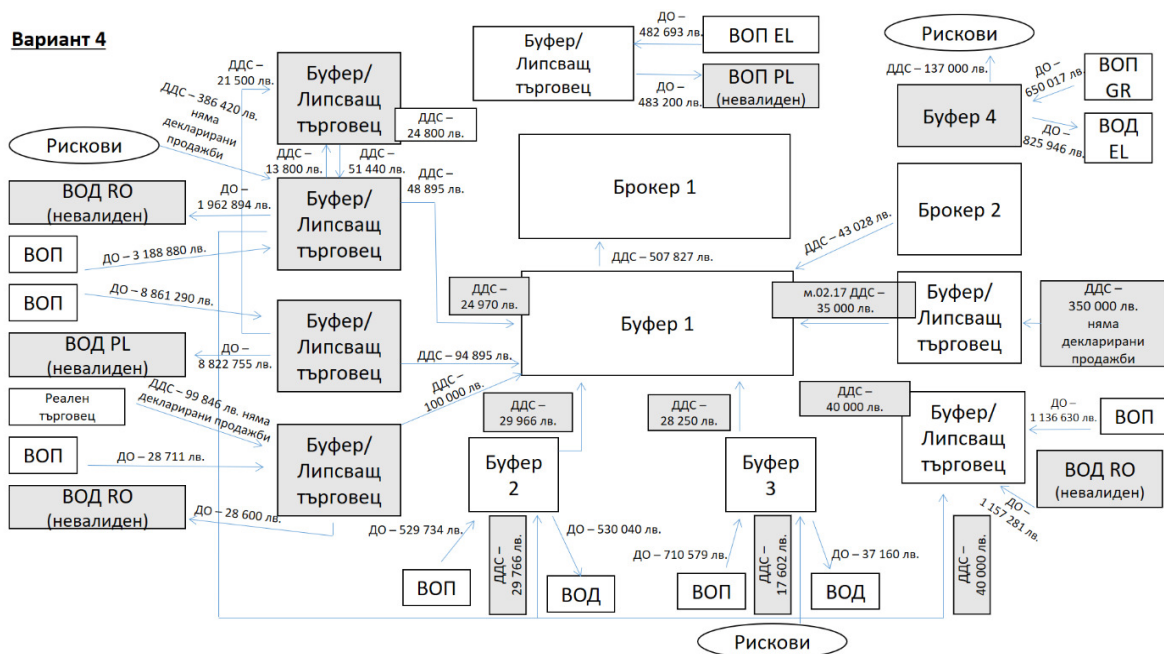 Вариант 4
ДДС –
21 500 лв.
Буфер/
Липсващ
търговец
ДДС –
24 800 лв.
ДДС – 386 420 лв.
няма
декларирани
продажби
Рискови
ДДС –
13 800 лв.
ДДС –
51 440 лв.
ДДС –
48 895 лв.
ВОД RO
(невалиден)
ДО –
1 962 894 лв.
Буфер/
Липсващ
търговец
ВОП
ДО – 3 188 880 лв.
ВОП
ДО – 8 861 290 лв.
Буфер/
Липсващ
търговец
ВОД PL
(невалиден)
ДО –
8 822 755 лв.
ДДС – 94 895 лв.
Реален
търговец
ДДС – 99 846 лв. няма
декларирани продажби
ДДС –
100 000 лв.
Буфер/
Липсващ
търговец
ВОП
ДО – 28 711 лв.
ВОД RO
(невалиден)
ДО – 28 600 лв.
Буфер/
Липсващ
търговец
ДО –
482 693 лв.
ВОП EL
ДО –
483 200 лв.
ВОП PL
(невалиден)
Брокер 1
ДДС – 507 827 лв.
ДДС –
24 970 лв.
Буфер 1
м.02.17 ДДС –
35 000 лв.
ДДС –
29 966 лв.
ДДС –
28 250 лв.
Буфер
2
Буфер
3
ДО – 529 734 лв.
ДДС –
29 766 лв.
ДО – 530 040 лв.
ВОП
ВОД
ДО – 710 579 лв.
ДДС –
17 602 лв.
ДО – 37 160 лв.
ВОП
ВОД
Рискови
Рискови
ДДС – 137 000 лв.
Буфер 4
ДО –
650 017 лв.
ВОП
GR
ДО –
825 946 лв.
ВОД
EL
Брокер 2
ДДС – 43 028 лв.
Буфер/
Липсващ
търговец
ДДС –
350 000 лв.
няма
декларирани
продажби
ДДС –
40 000 лв.
Буфер/
Липсващ
търговец
ДО –
1 136 630 лв.
ВОП
ВОД RO
(невалиден)
ДО –
1 157 281 лв.
ДДС –
40 000 лв.